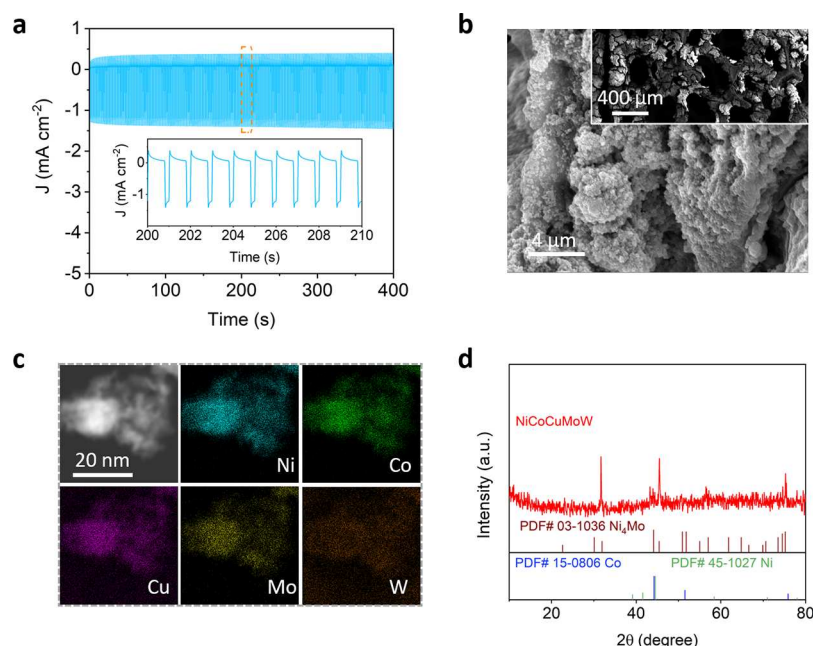 a
J (mA cm⁻²)
1
0
-1
-2
-3
-4
-5
0 100 200 300 400
Time (s)
J (mA cm⁻²)
0
-1
200 202 204 206 208 210
Time (s)
b
400 μm
4 μm
c
20 nm
Ni
Co
Cu
Mo
W
d
Intensity (a.u.)
NiCoCuMoW
PDF# 03-1036 Ni₄Mo
PDF# 15-0806 Co
PDF# 45-1027 Ni
20 40 60 80
2θ (degree)